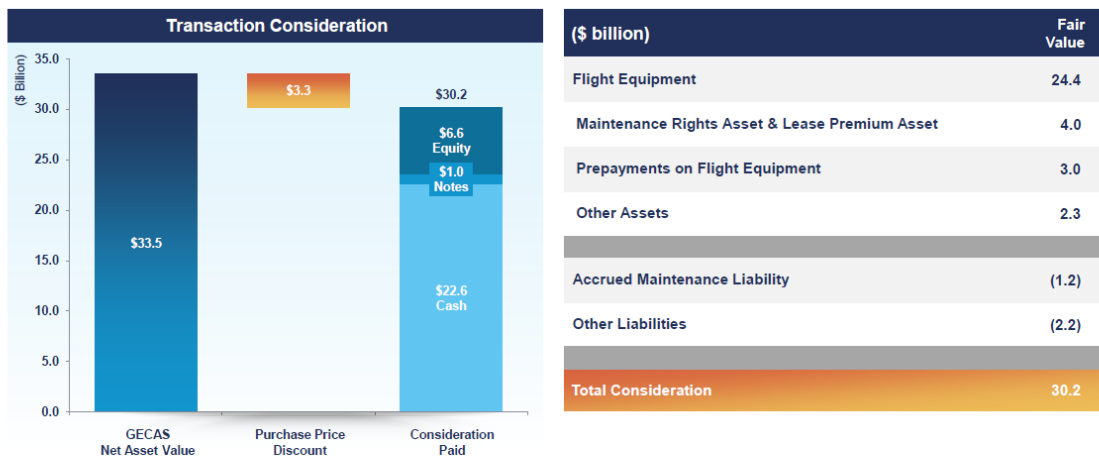 Transaction Consideration
($ Billion)
35.0
30.0
25.0
20.0
15.0
10.0
5.0
0.0
$33.5
$3.3
$30.2
$6.6
Equity
$1.0
Notes
$22.6
Cash
GECAS
Net Asset Value
Purchase Price
Discount
Consideration
Paid
($ billion) Fair
Value
Flight Equipment 24.4
Maintenance Rights Asset & Lease Premium Asset 4.0
Prepayments on Flight Equipment 3.0
Other Assets 2.3
Accrued Maintenance Liability (1.2)
Other Liabilities (2.2)
Total Consideration 30.2